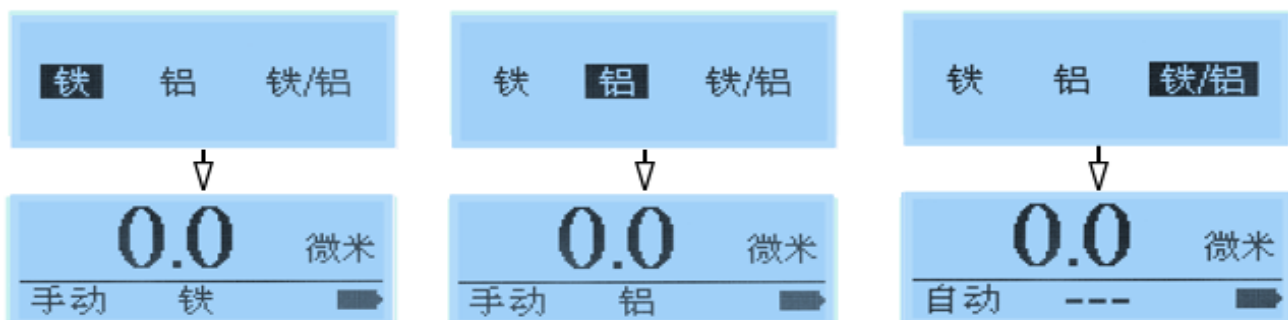 铁 铝 铁/铝
0.0 微米
手动 铁
铁 铝 铁/铝
0.0 微米
手动 铝
铁 铝 铁/铝
0.0 微米
自动 ---